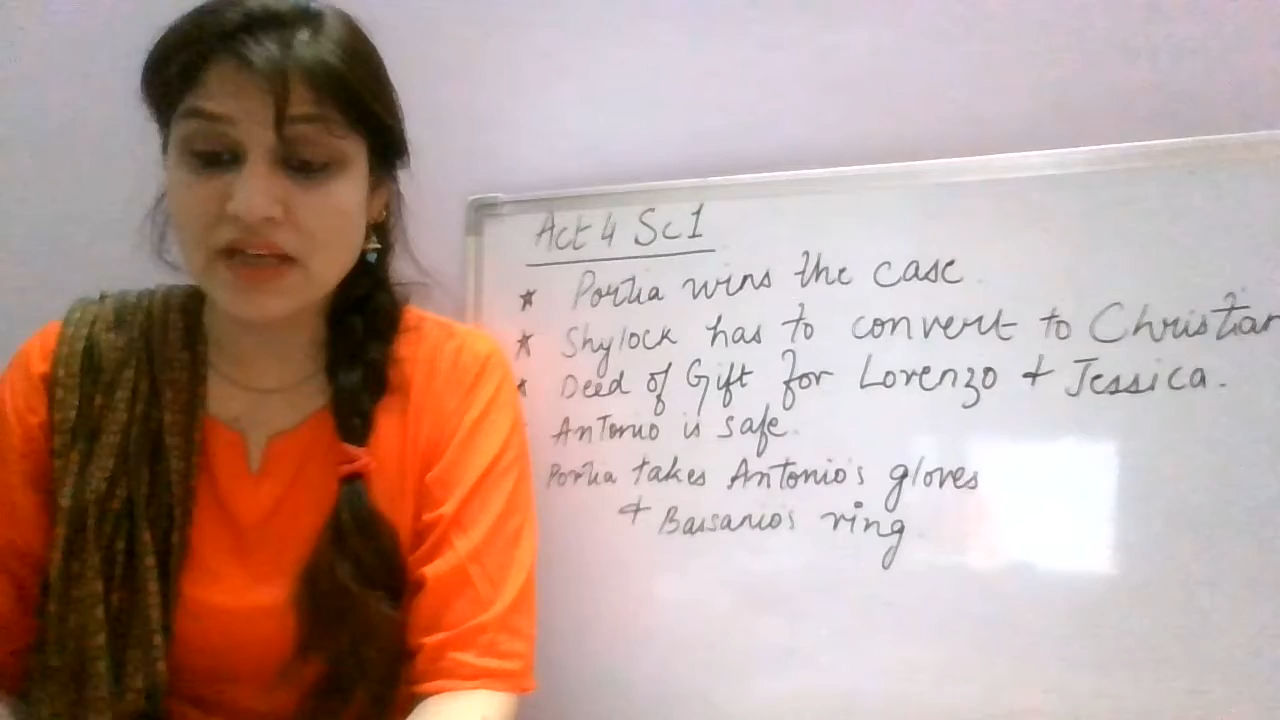 Act 4 Sc 1
* Portia wins the case.
* Shylock has to convert to Christian
* Deed of Gift for Lorenzo + Jessica.
Antonio is safe.
Portia takes Antonio's gloves
+ Bassanio's ring